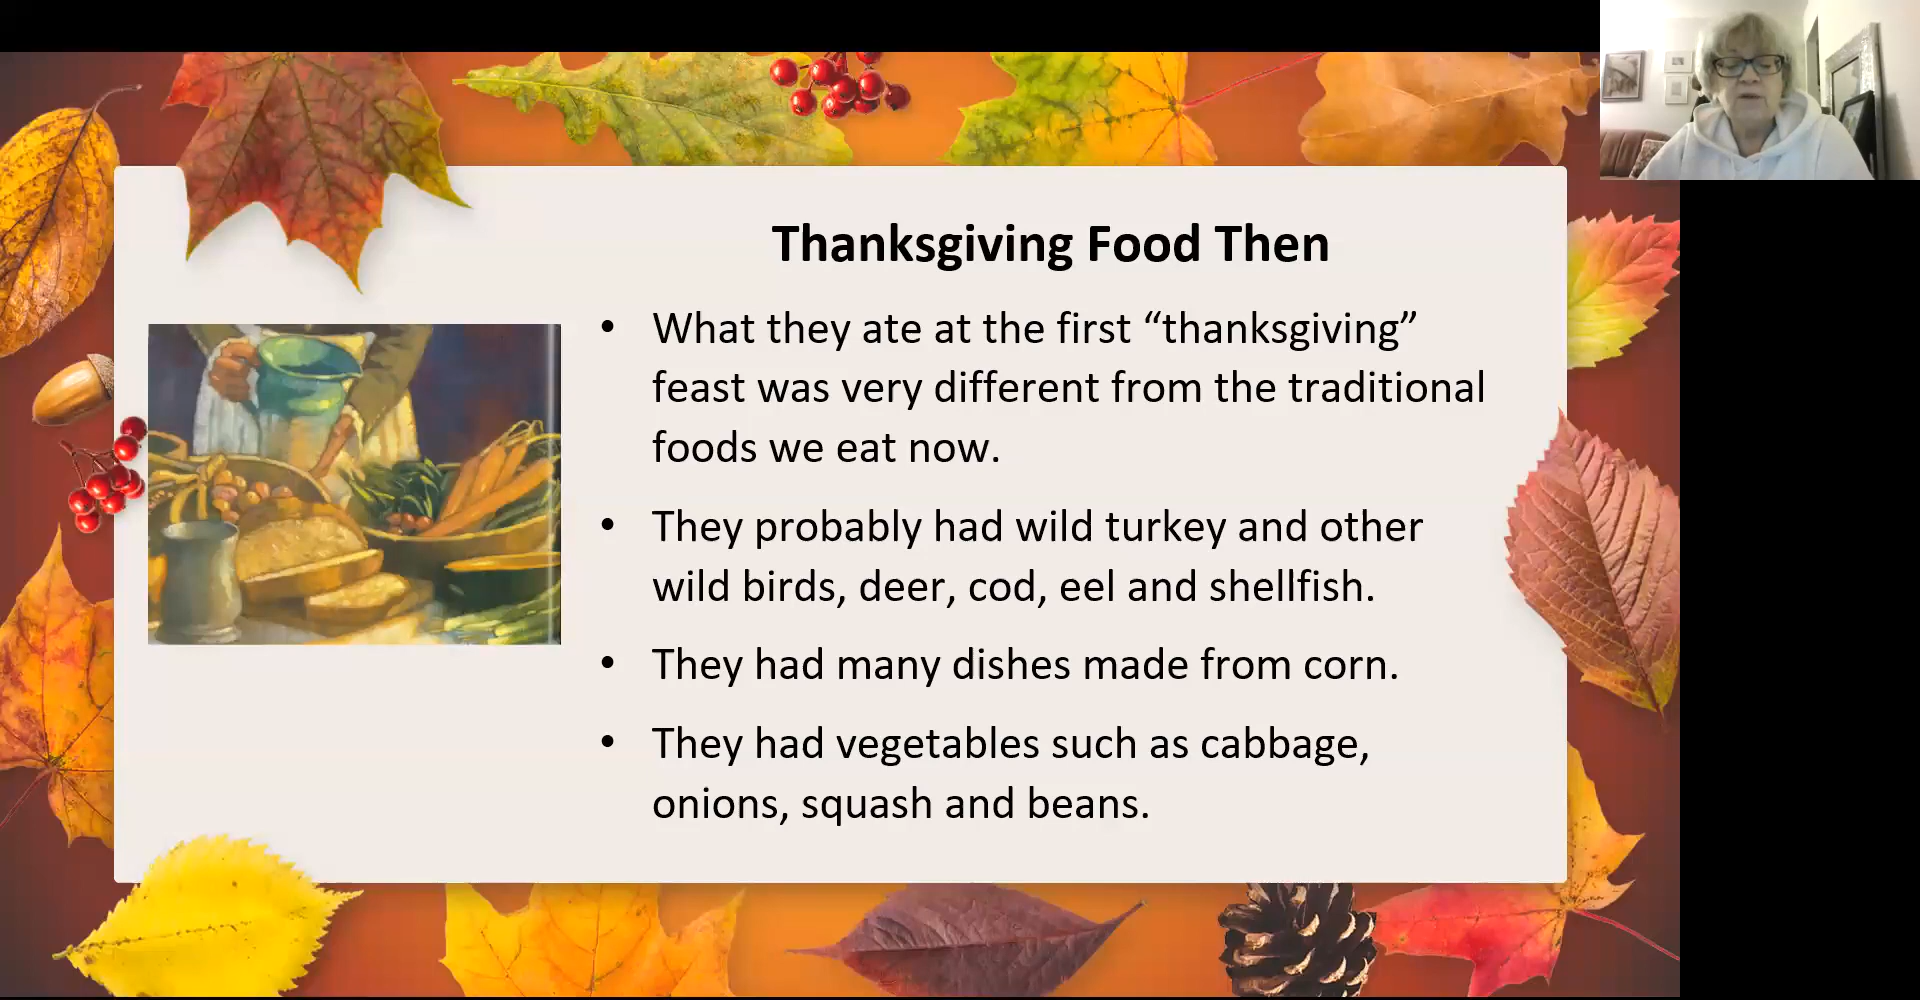 Thanksgiving Food Then
• What they ate at the first “thanksgiving”
feast was very different from the traditional
foods we eat now.
• They probably had wild turkey and other
wild birds, deer, cod, eel and shellfish.
• They had many dishes made from corn.
• They had vegetables such as cabbage,
onions, squash and beans.